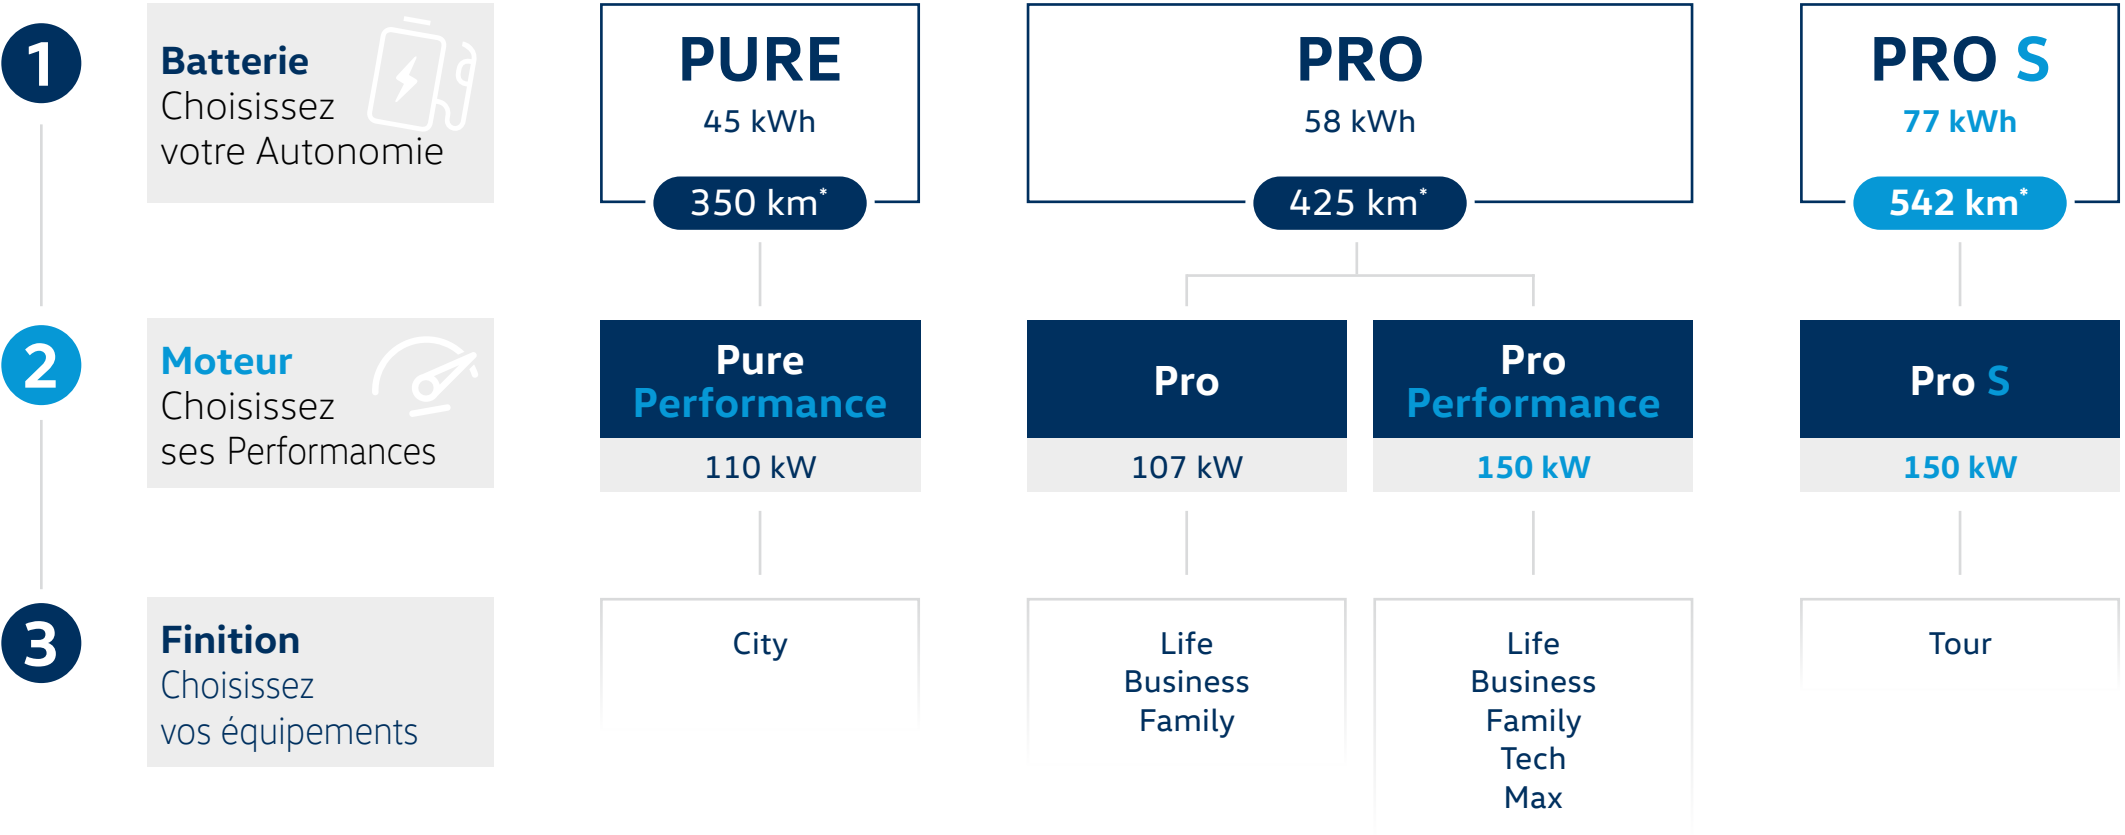 1
Batterie
Choisissez
votre Autonomie
PURE
45 kWh
350 km*
PRO
58 kWh
425 km*
PRO S
77 kWh
542 km*
2
Moteur
Choisissez
ses Performances
Pure
Performance
110 kW
Pro
107 kW
Pro
Performance
150 kW
Pro S
150 kW
3
Finition
Choisissez
vos équipements
City
Life
Business
Family
Life
Business
Family
Tech
Max
Tour